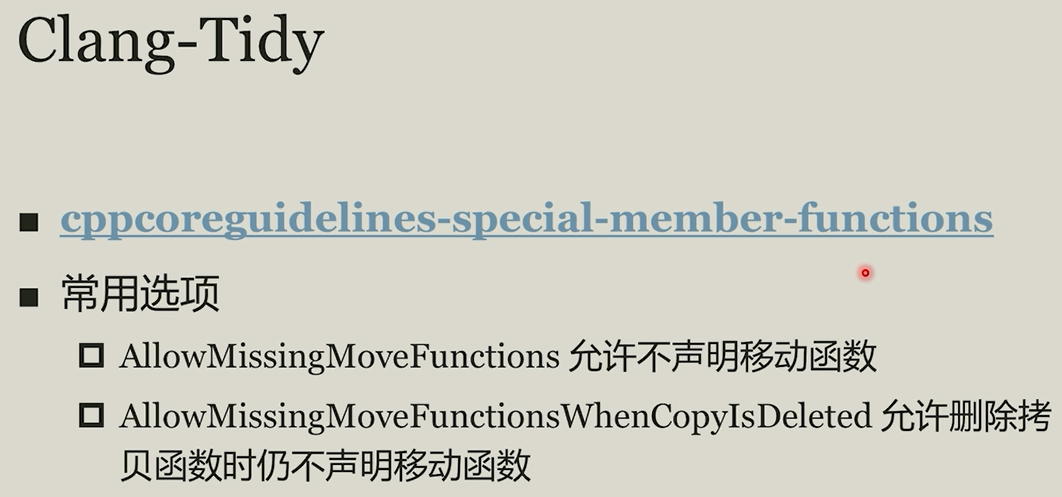 Clang-Tidy
cppcoreguidelines-special-member-functions
常用选项
AllowMissingMoveFunctions 允许不声明移动函数
AllowMissingMoveFunctionsWhenCopyIsDeleted 允许删除拷
贝函数时仍不声明移动函数